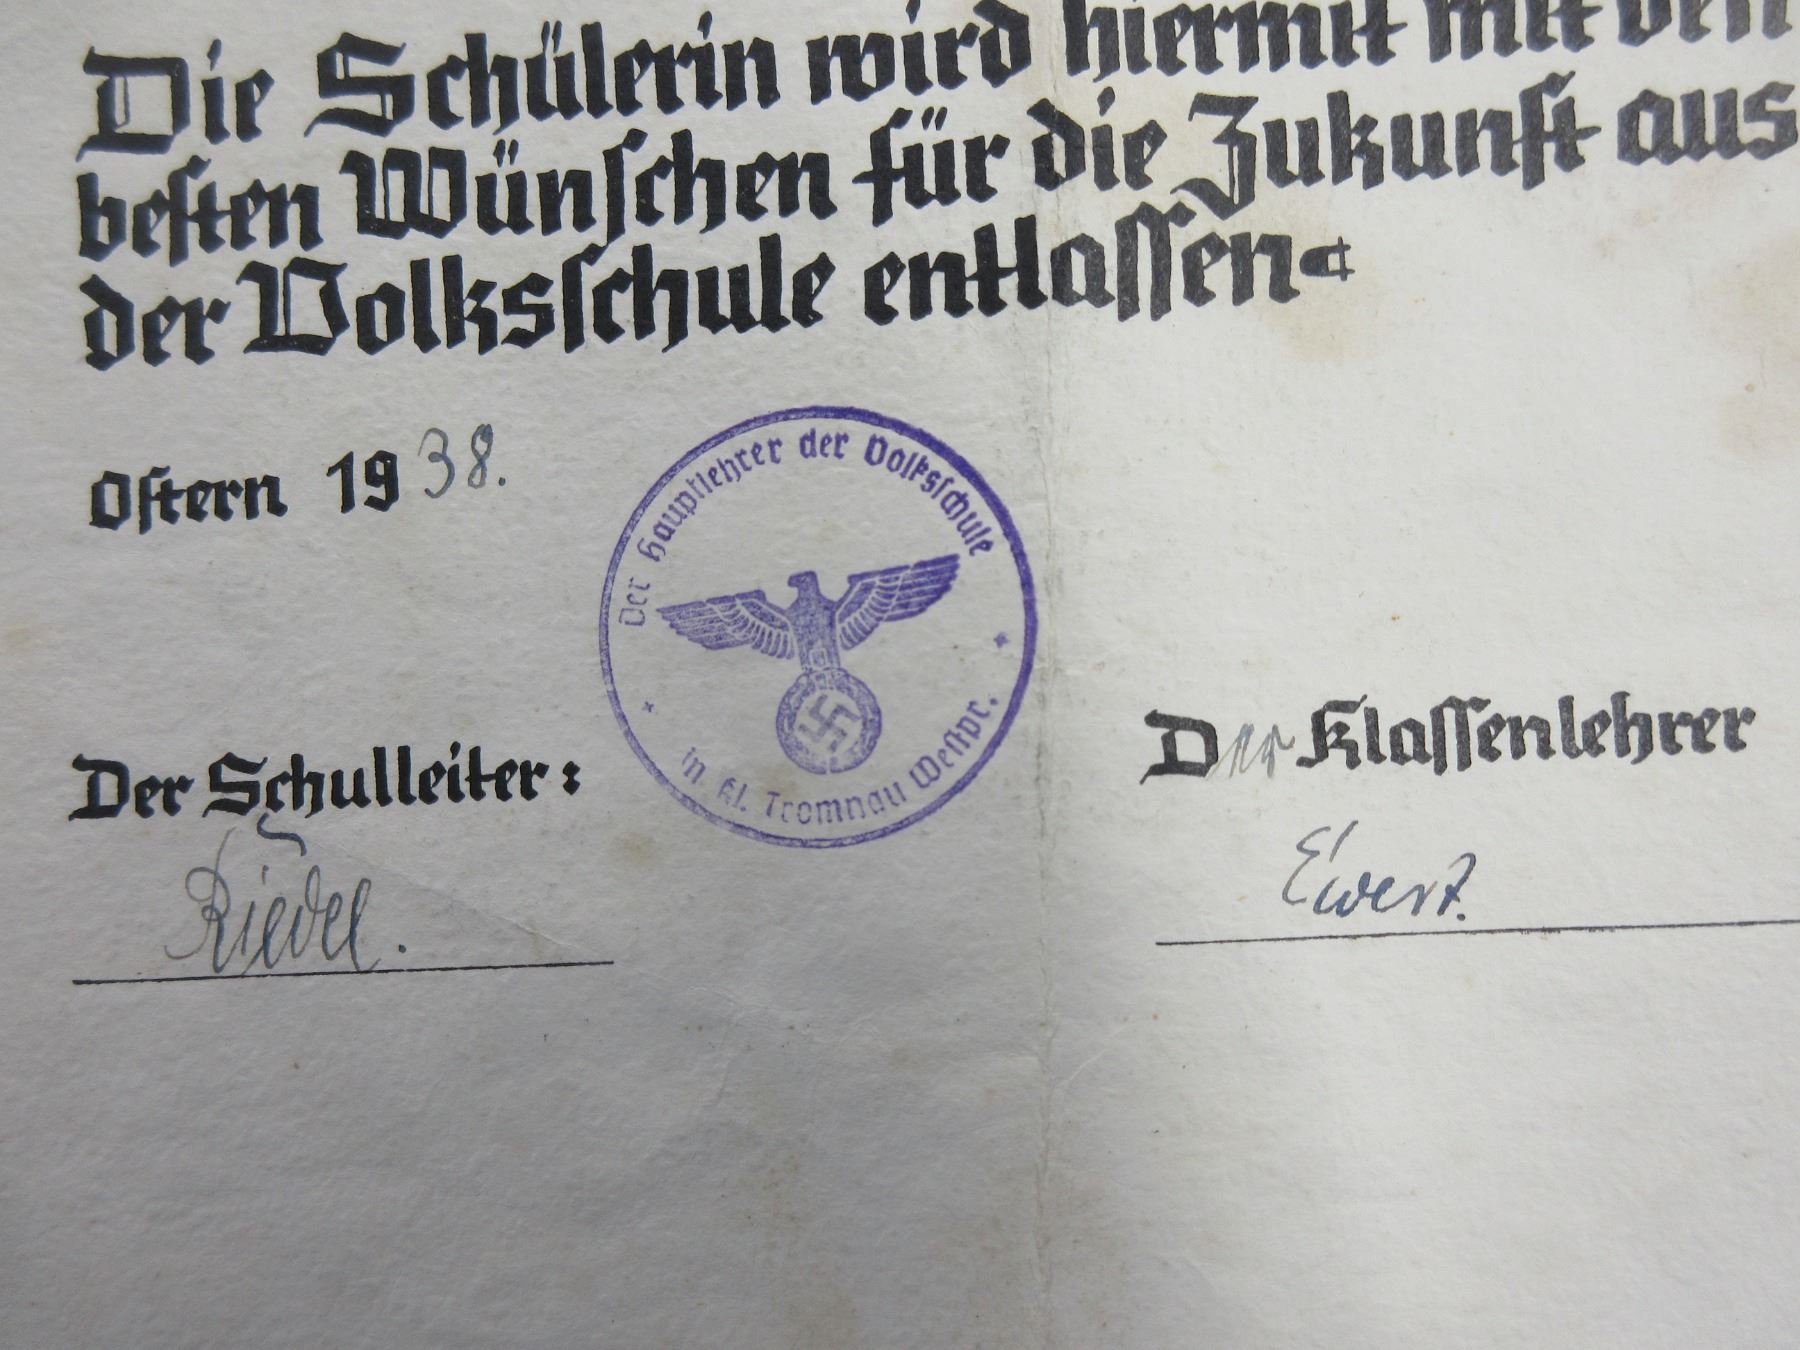 Die Schülerin wird hiermit mit den
besten Wünschen für die Zukunft aus
der Volksschule entlassen.
Ostern 1938.
Der Hauptlehrer der Volksschule
in Kl. Tromnau Westpr.
Der Schulleiter:
Riedel.
Der Klassenlehrer
Ewert.